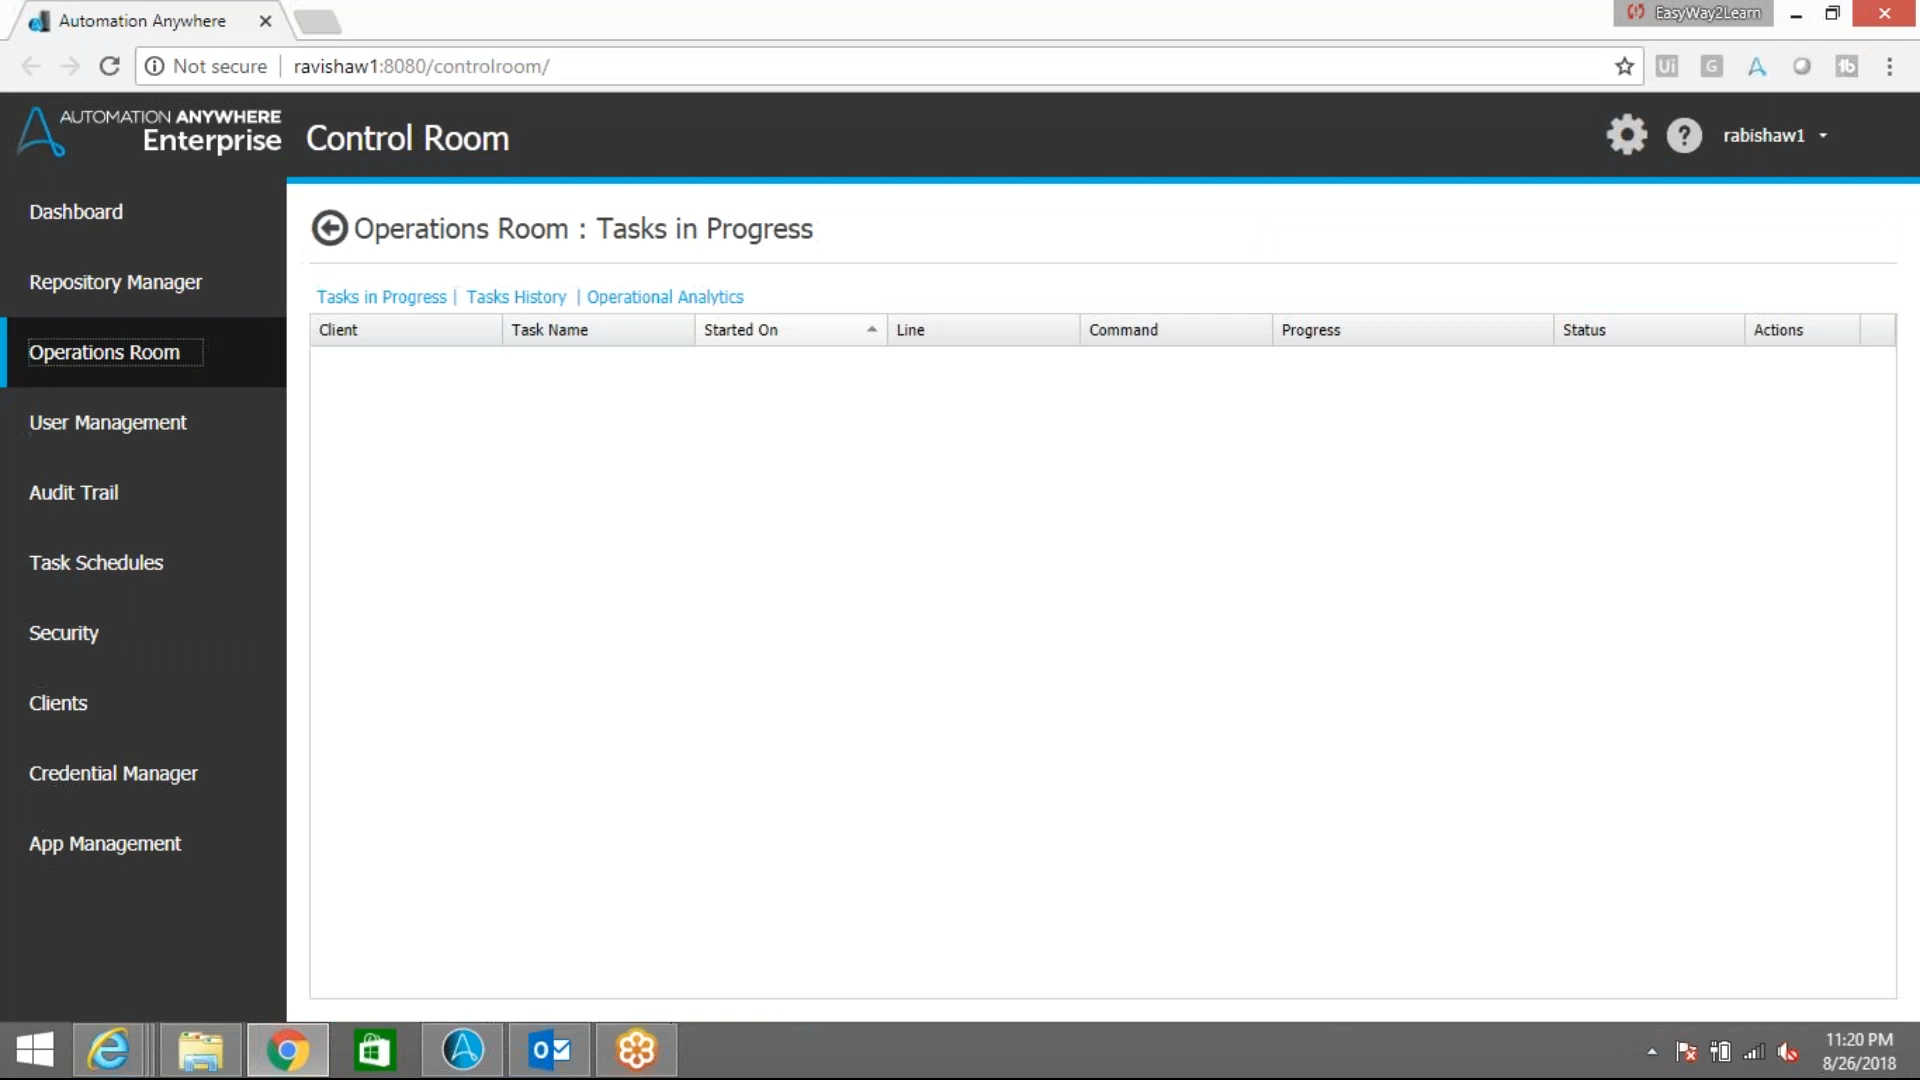 Automation Anywhere
EasyWay2Learn
Not secure
ravishaw1:8080/controlroom/
Ui
G
1b
AUTOMATION ANYWHERE
Enterprise
Control Room
?
rabishaw1
Dashboard
Repository Manager
Operations Room
User Management
Audit Trail
Task Schedules
Security
Clients
Credential Manager
App Management
Operations Room : Tasks in Progress
Tasks in Progress | Tasks History | Operational Analytics
Client Task Name Started On Line Command Progress Status Actions
11:20 PM
8/26/2018